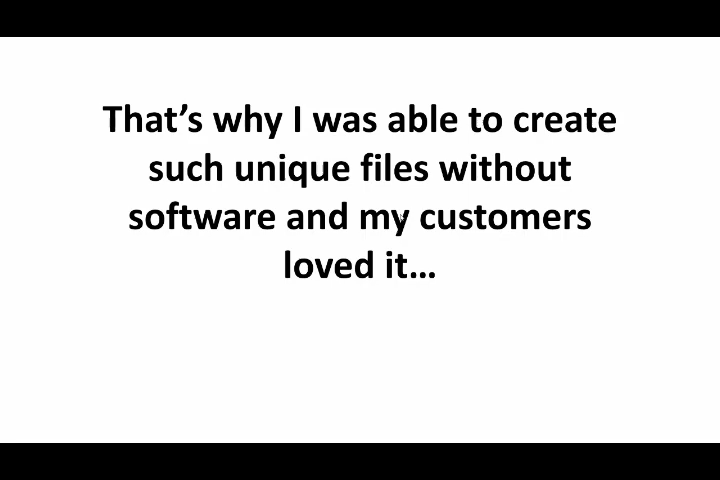 That’s why I was able to create
such unique files without
software and my customers
loved it…